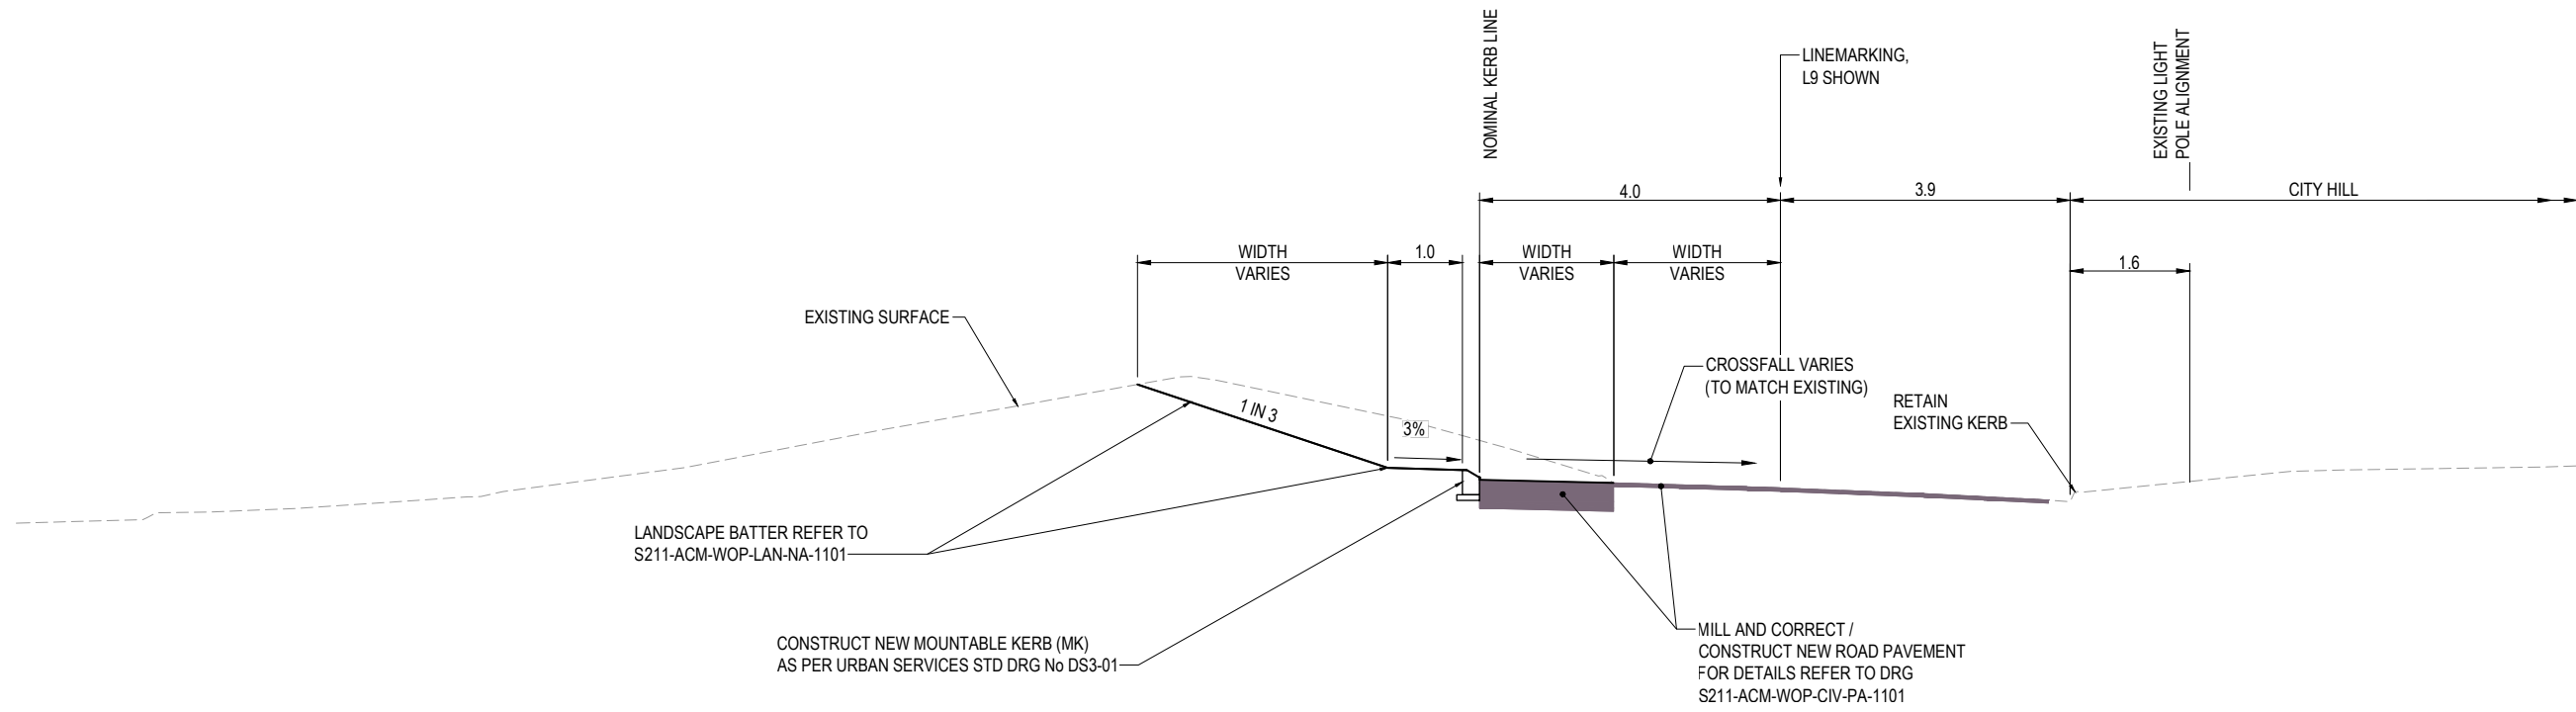 NOMINAL KERB LINE
LINEMARKING,
L9 SHOWN
EXISTING LIGHT
POLE ALIGNMENT
4.0
3.9
CITY HILL
WIDTH
VARIES
1.0
WIDTH
VARIES
WIDTH
VARIES
1.6
EXISTING SURFACE
CROSSFALL VARIES
(TO MATCH EXISTING)
RETAIN
EXISTING KERB
1 IN 3
3%
LANDSCAPE BATTER REFER TO
S211-ACM-WOP-LAN-NA-1101
CONSTRUCT NEW MOUNTABLE KERB (MK)
AS PER URBAN SERVICES STD DRG No DS3-01
MILL AND CORRECT /
CONSTRUCT NEW ROAD PAVEMENT
FOR DETAILS REFER TO DRG
S211-ACM-WOP-CIV-PA-1101